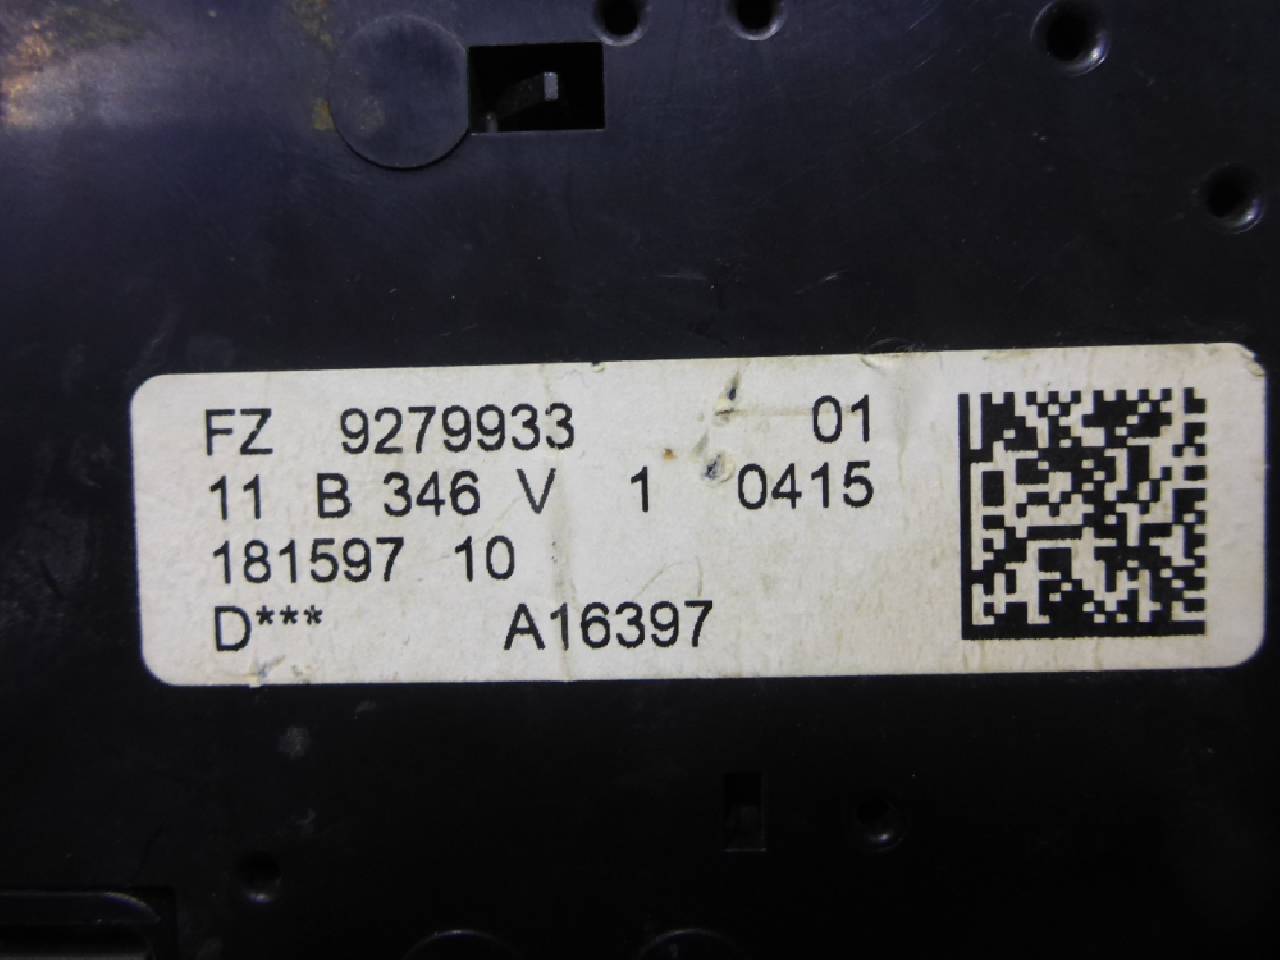 FZ 9279933 01
11 B 346 V 1 0415
181597 10
D*** A16397